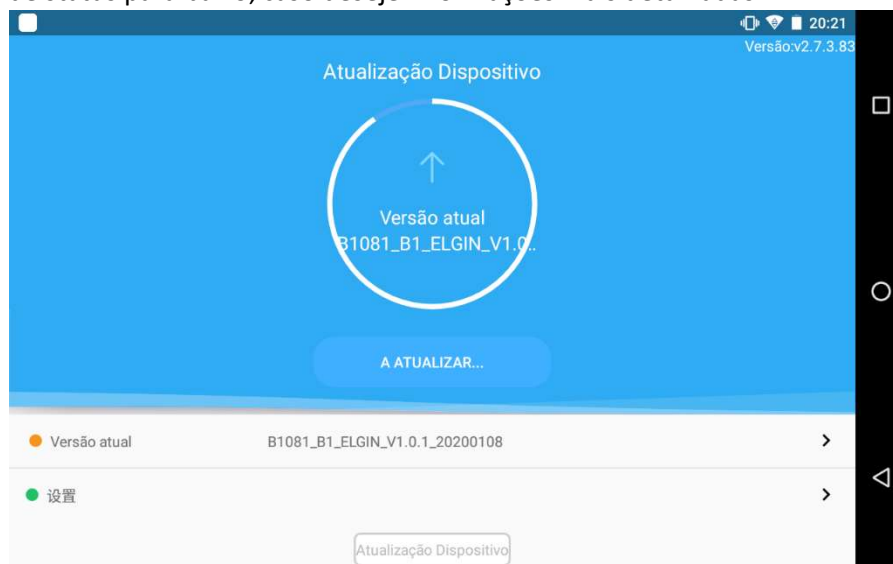 20:21
Versão:v2.7.3.83
Atualização Dispositivo
Versão atual
B1081_B1_ELGIN_V1.0..
A ATUALIZAR...
Versão atual B1081_B1_ELGIN_V1.0.1_20200108
设置
Atualização Dispositivo